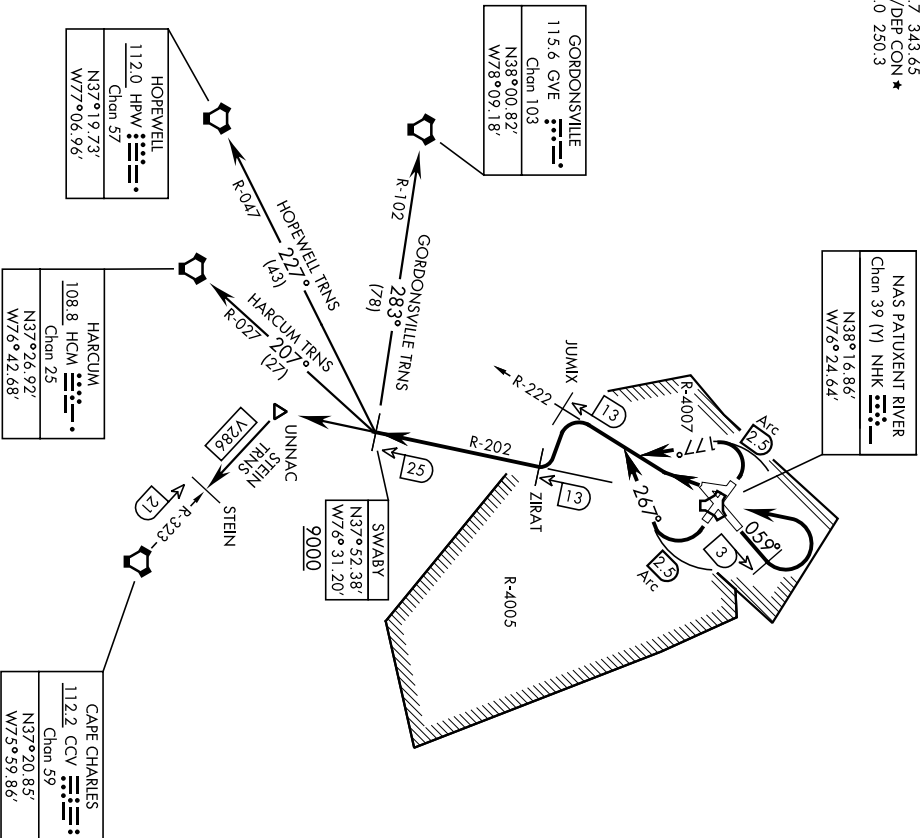 .7 343.65
/DEP CON ★
.0 250.3
GORDONSVILLE
115.6 GVE
Chan 103
N38°00.82'
W78°09.18'
NAS PATUXENT RIVER
Chan 39 (Y) NHK
N38°16.86'
W76°24.64'
HOPEWELL
112.0 HPW
Chan 57
N37°19.73'
W77°06.96'
HARCUM
108.8 HCM
Chan 25
N37°26.92'
W76°42.68'
CAPE CHARLES
112.2 CCV
Chan 59
N37°20.85'
W75°59.86'
SWABY
N37°52.38'
W76°31.20'
9000
R-102
GORDONSVILLE TRNS
283°
(78)
R-047
HOPEWELL TRNS
227°
(43)
HARCUM TRNS
207°
R-027
(27)
JUMIX
R-222
13
R-4007
Arc
2.5
177°
267°
059°
3
2.5
Arc
R-202
13
ZIRAT
25
R-4005
UNNAC
STEIN
TRNS
V286
STEIN
21
R-323